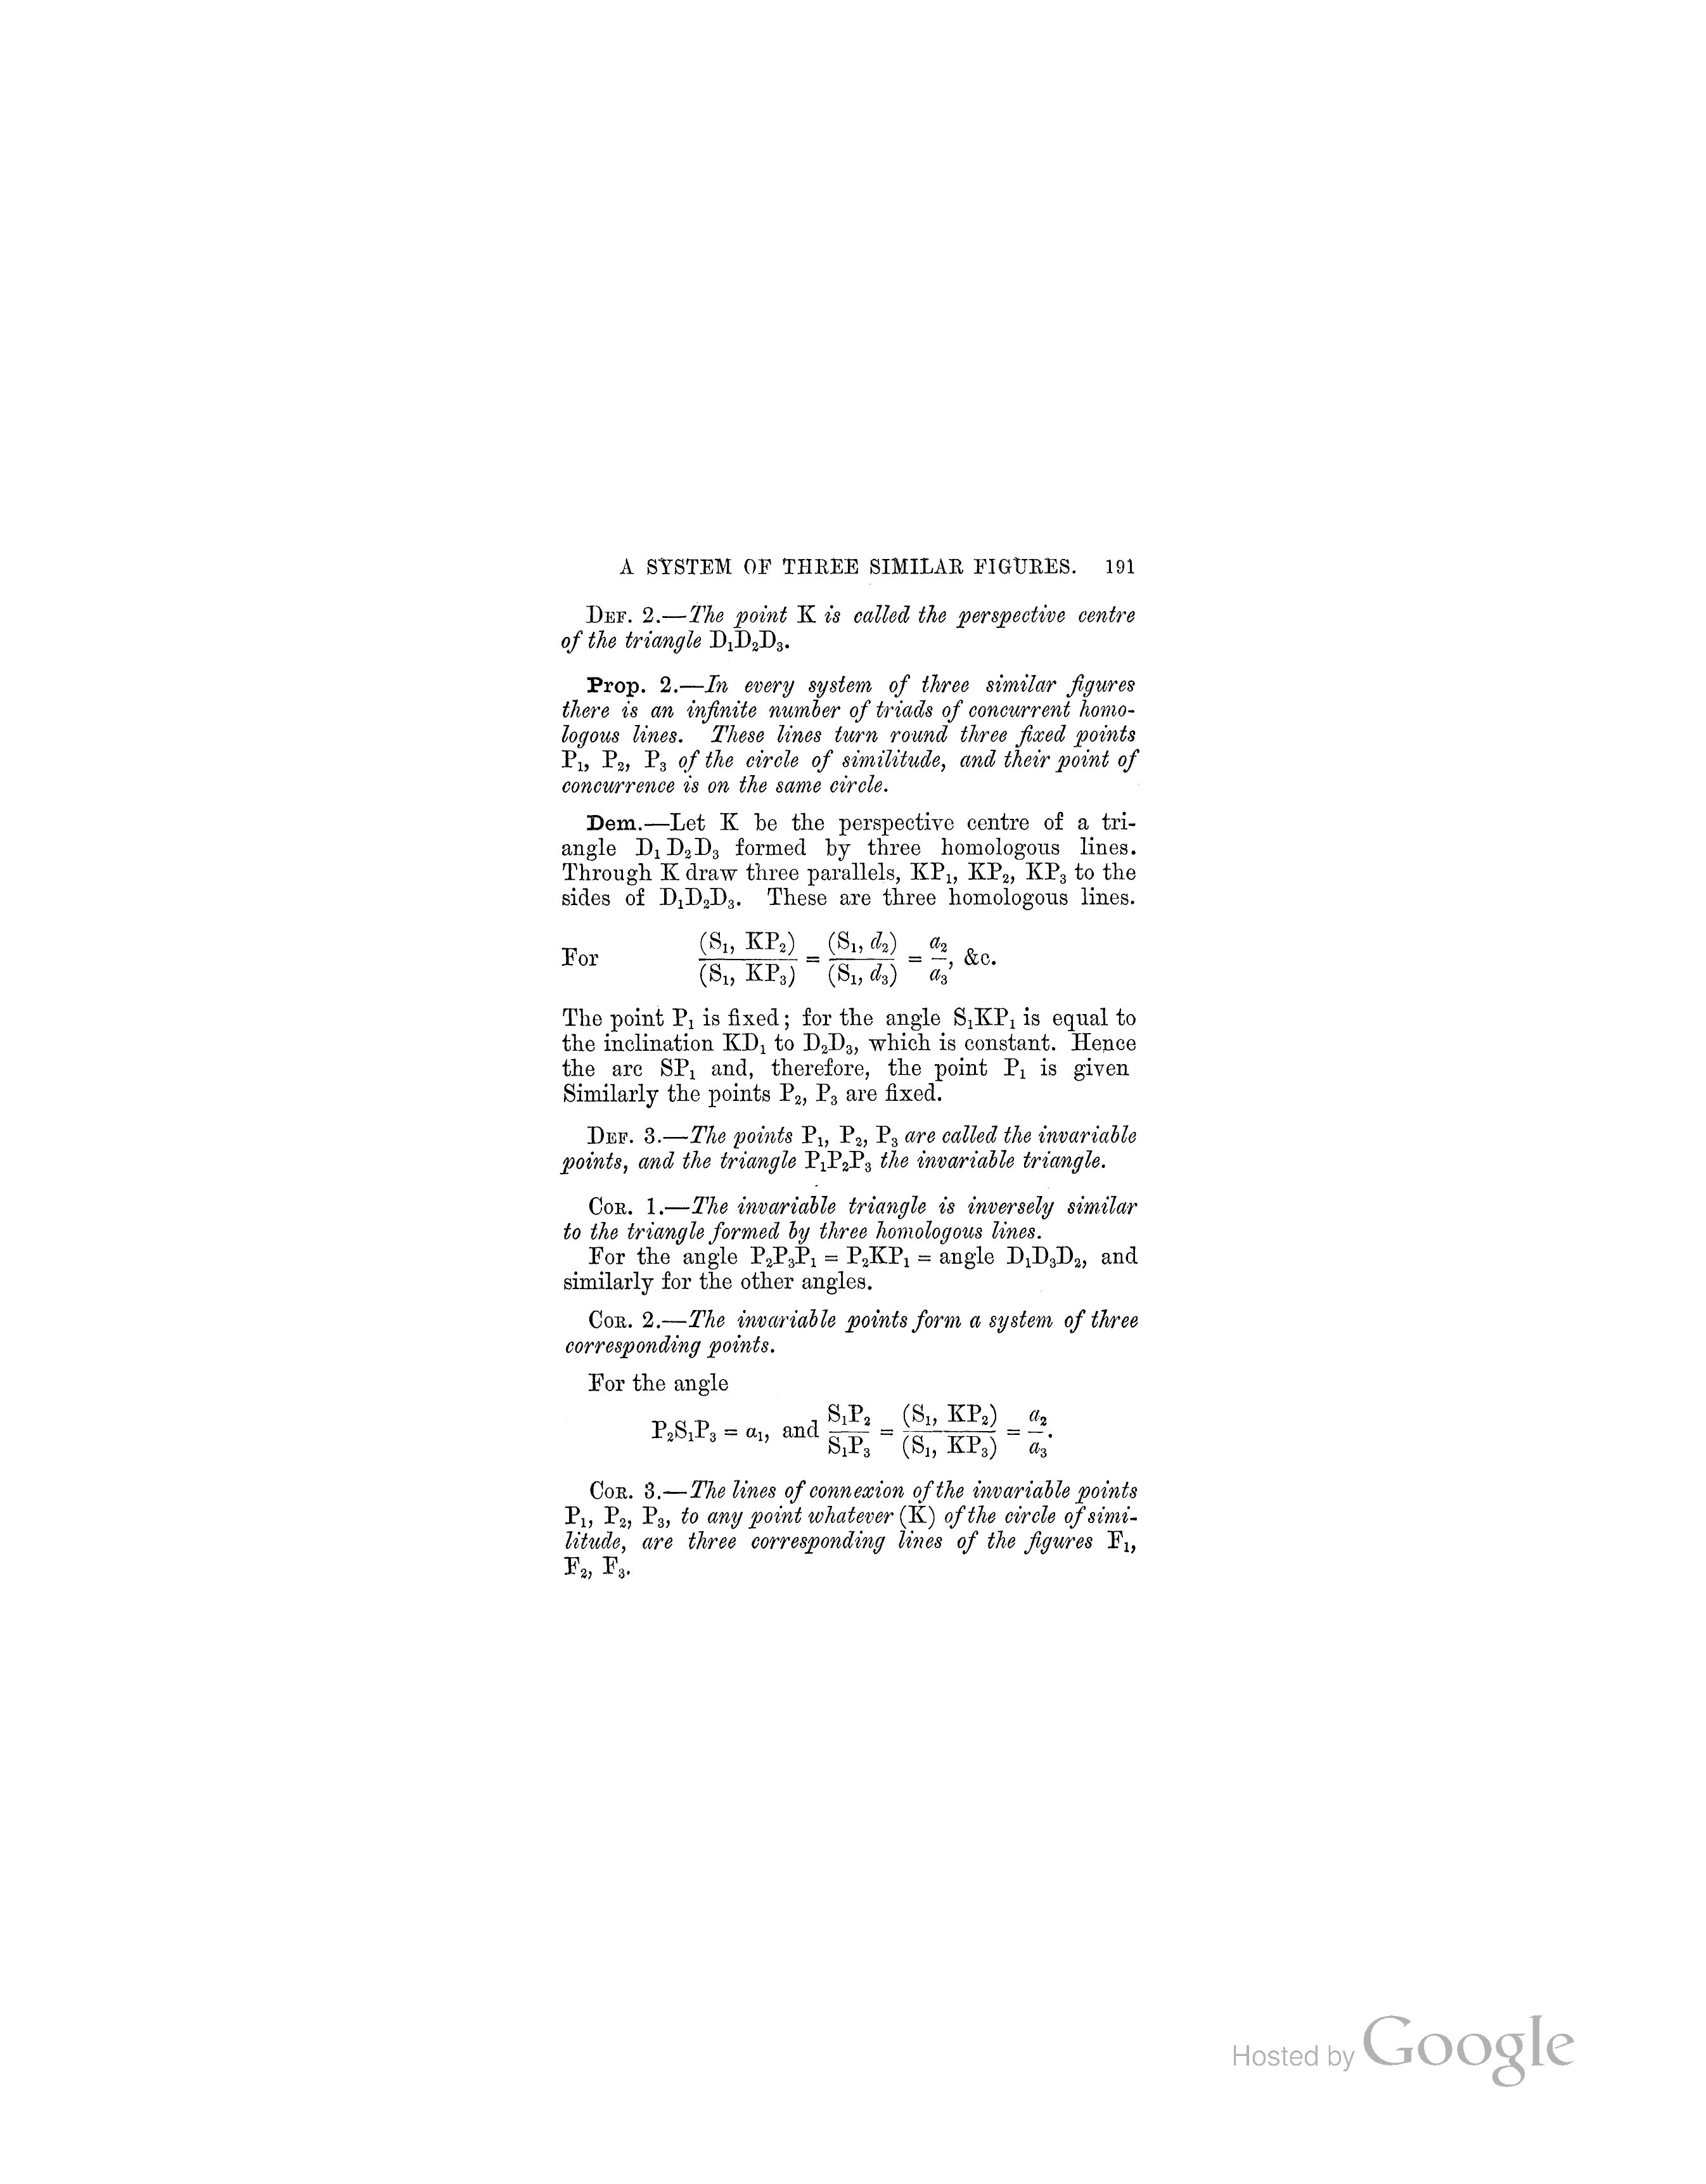 A SYSTEM OF THREE SIMILAR FIGURES. 191
DEF. 2.—The point K is called the perspective centre
of the triangle D₁D₂D₃.
Prop. 2.—In every system of three similar figures
there is an infinite number of triads of concurrent homo-
logous lines. These lines turn round three fixed points
P₁, P₂, P₃ of the circle of similitude, and their point of
concurrence is on the same circle.
Dem.—Let K be the perspective centre of a tri-
angle D₁ D₂D₃ formed by three homologous lines.
Through K draw three parallels, KP₁, KP₂, KP₃ to the
sides of D₁D₂D₃. These are three homologous lines.
For (S₁, KP₂)/(S₁, KP₃) = (S₁, d₂)/(S₁, d₃) = a₂/a₃, &c.
The point P₁ is fixed; for the angle S₁KP₁ is equal to
the inclination KD₁ to D₂D₃, which is constant. Hence
the arc SP₁ and, therefore, the point P₁ is given
Similarly the points P₂, P₃ are fixed.
DEF. 3.—The points P₁, P₂, P₃ are called the invariable
points, and the triangle P₁P₂P₃ the invariable triangle.
COR. 1.—The invariable triangle is inversely similar
to the triangle formed by three homologous lines.
For the angle P₂P₃P₁ = P₂KP₁ = angle D₁D₃D₂, and
similarly for the other angles.
COR. 2.—The invariable points form a system of three
corresponding points.
For the angle
P₂S₁P₃ = α₁, and S₁P₂/S₁P₃ = (S₁, KP₂)/(S₁, KP₃) = a₂/a₃.
COR. 3.—The lines of connexion of the invariable points
P₁, P₂, P₃, to any point whatever (K) of the circle of simi-
litude, are three corresponding lines of the figures F₁,
F₂, F₃.
Hosted by Google